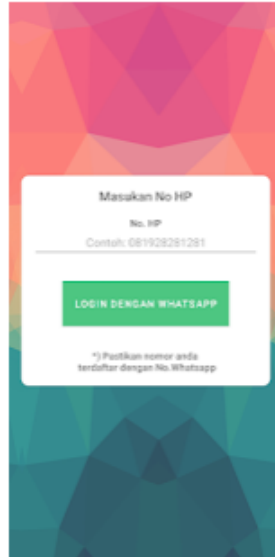 Masukan No HP
No. HP
Contoh: 081928281281
LOGIN DENGAN WHATSAPP
*) Pastikan nomor anda
terdaftar dengan No.Whatsapp